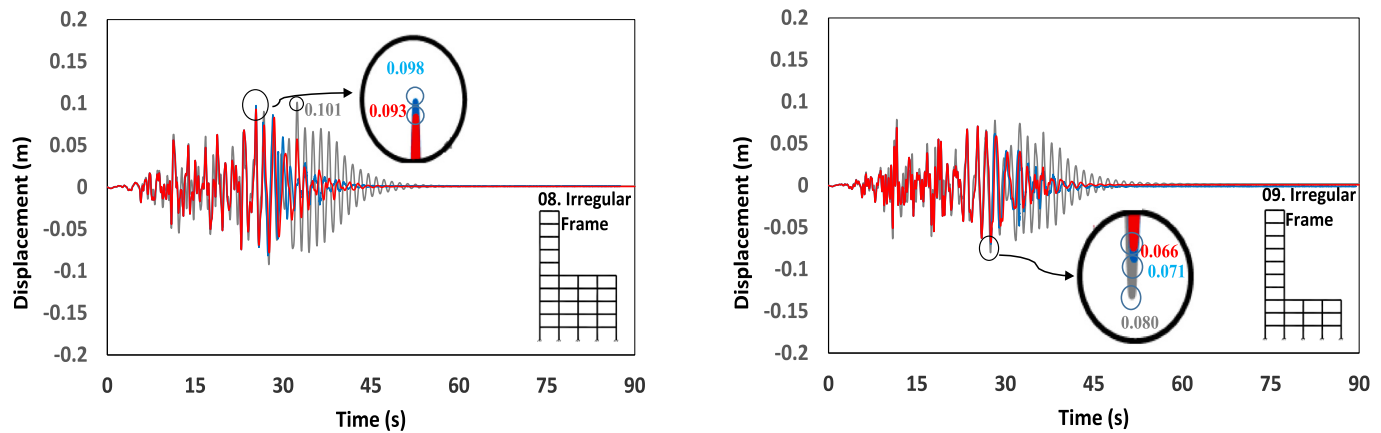 0.2
0.15
0.1
0.05
0
-0.05
-0.1
-0.15
-0.2
Displacement (m)
0.098
0.093
0.101
08. Irregular
Frame
0 15 30 45 60 75 90
Time (s)
0.2
0.15
0.1
0.05
0
-0.05
-0.1
-0.15
-0.2
Displacement (m)
09. Irregular
Frame
0.066
0.071
0.080
0 15 30 45 60 75 90
Time (s)